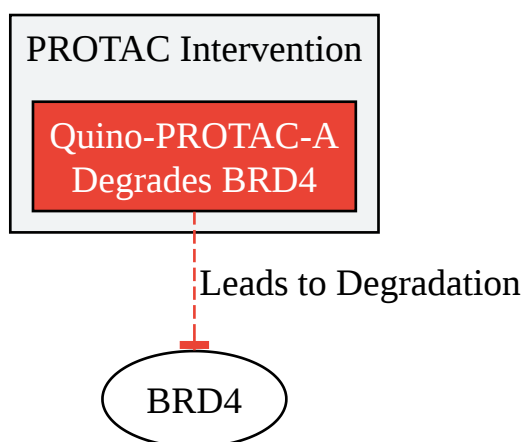 PROTAC Intervention
Quino-PROTAC-A
Degrades BRD4
Leads to Degradation
BRD4